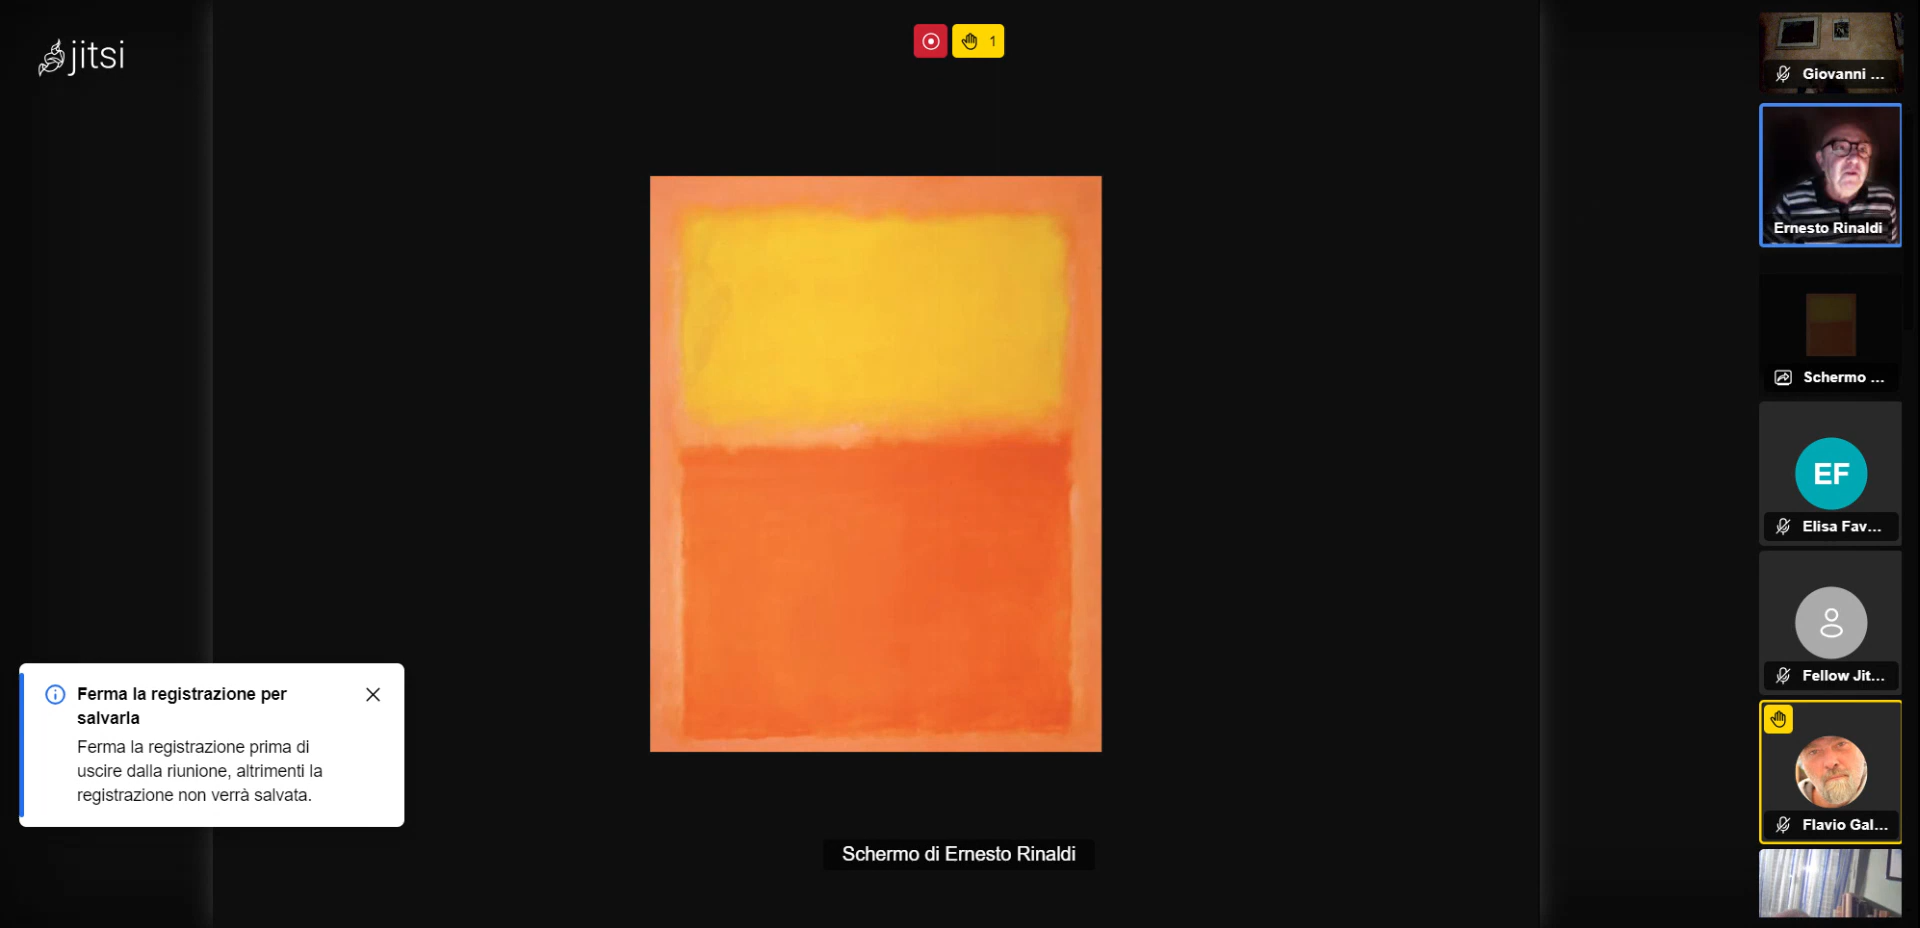 jitsi
1
Giovanni ...
Ernesto Rinaldi
Schermo ...
EF
Elisa Fav...
Fellow Jit...
Flavio Gal...
Ferma la registrazione per
salvarla
Ferma la registrazione prima di
uscire dalla riunione, altrimenti la
registrazione non verrà salvata.
Schermo di Ernesto Rinaldi